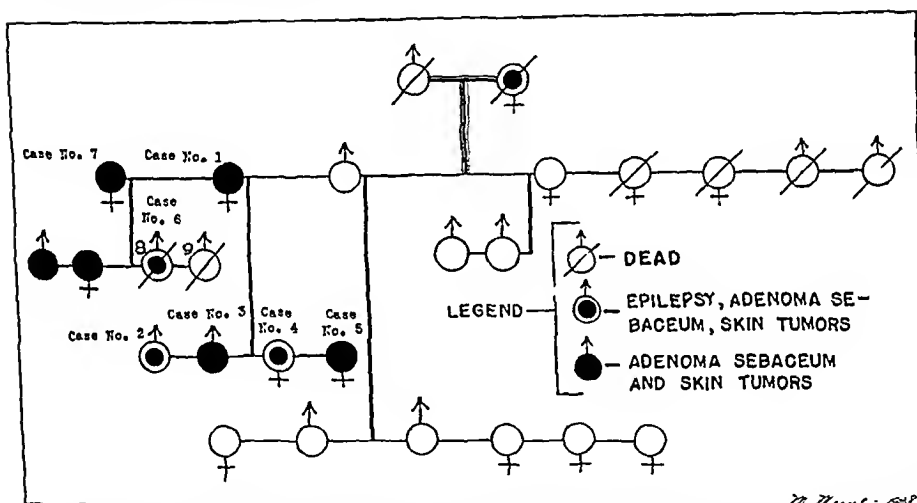 Case No. 7
Case No. 1
Case
No. 6
8
9
Case No. 2
Case No. 3
Case
No. 4
Case
No. 5
LEGEND
DEAD
EPILEPSY, ADENOMA SE-
BACEUM, SKIN TUMORS
ADENOMA SEBACEUM
AND SKIN TUMORS